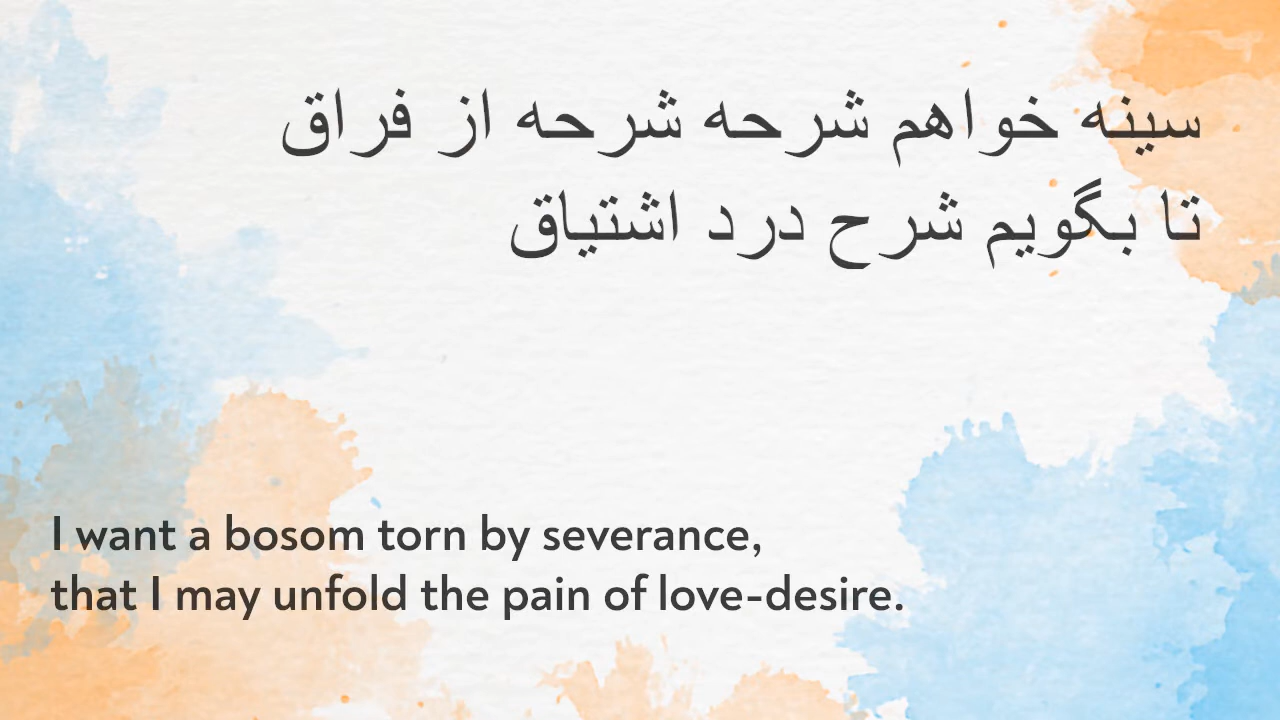 سینه خواهم شرحه شرحه از فراق
تا بگویم شرح درد اشتیاق
I want a bosom torn by severance,
that I may unfold the pain of love-desire.